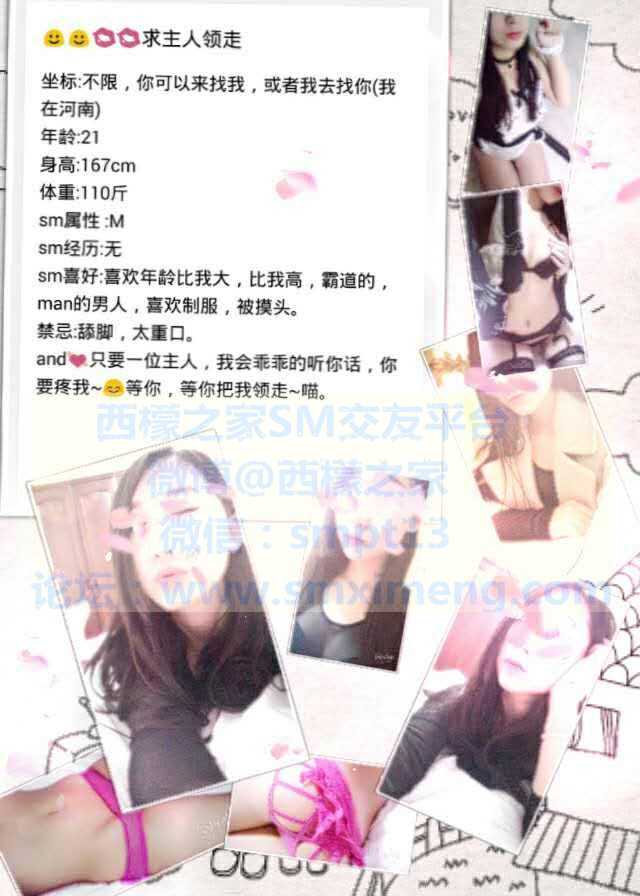 😃😃💋💋求主人领走
坐标:不限，你可以来找我，或者我去找你(我
在河南)
年龄:21
身高:167cm
体重:110斤
sm属性 :M
sm经历:无
sm喜好:喜欢年龄比我大，比我高，霸道的，
man的男人，喜欢制服，被摸头。
禁忌:舔脚，太重口。
and💓只要一位主人，我会乖乖的听你话，你
要疼我~😊等你，等你把我领走~喵。
西檬之家SM交友平台
微博@西檬之家
微信：smpt13
论坛：www.smximeng.com